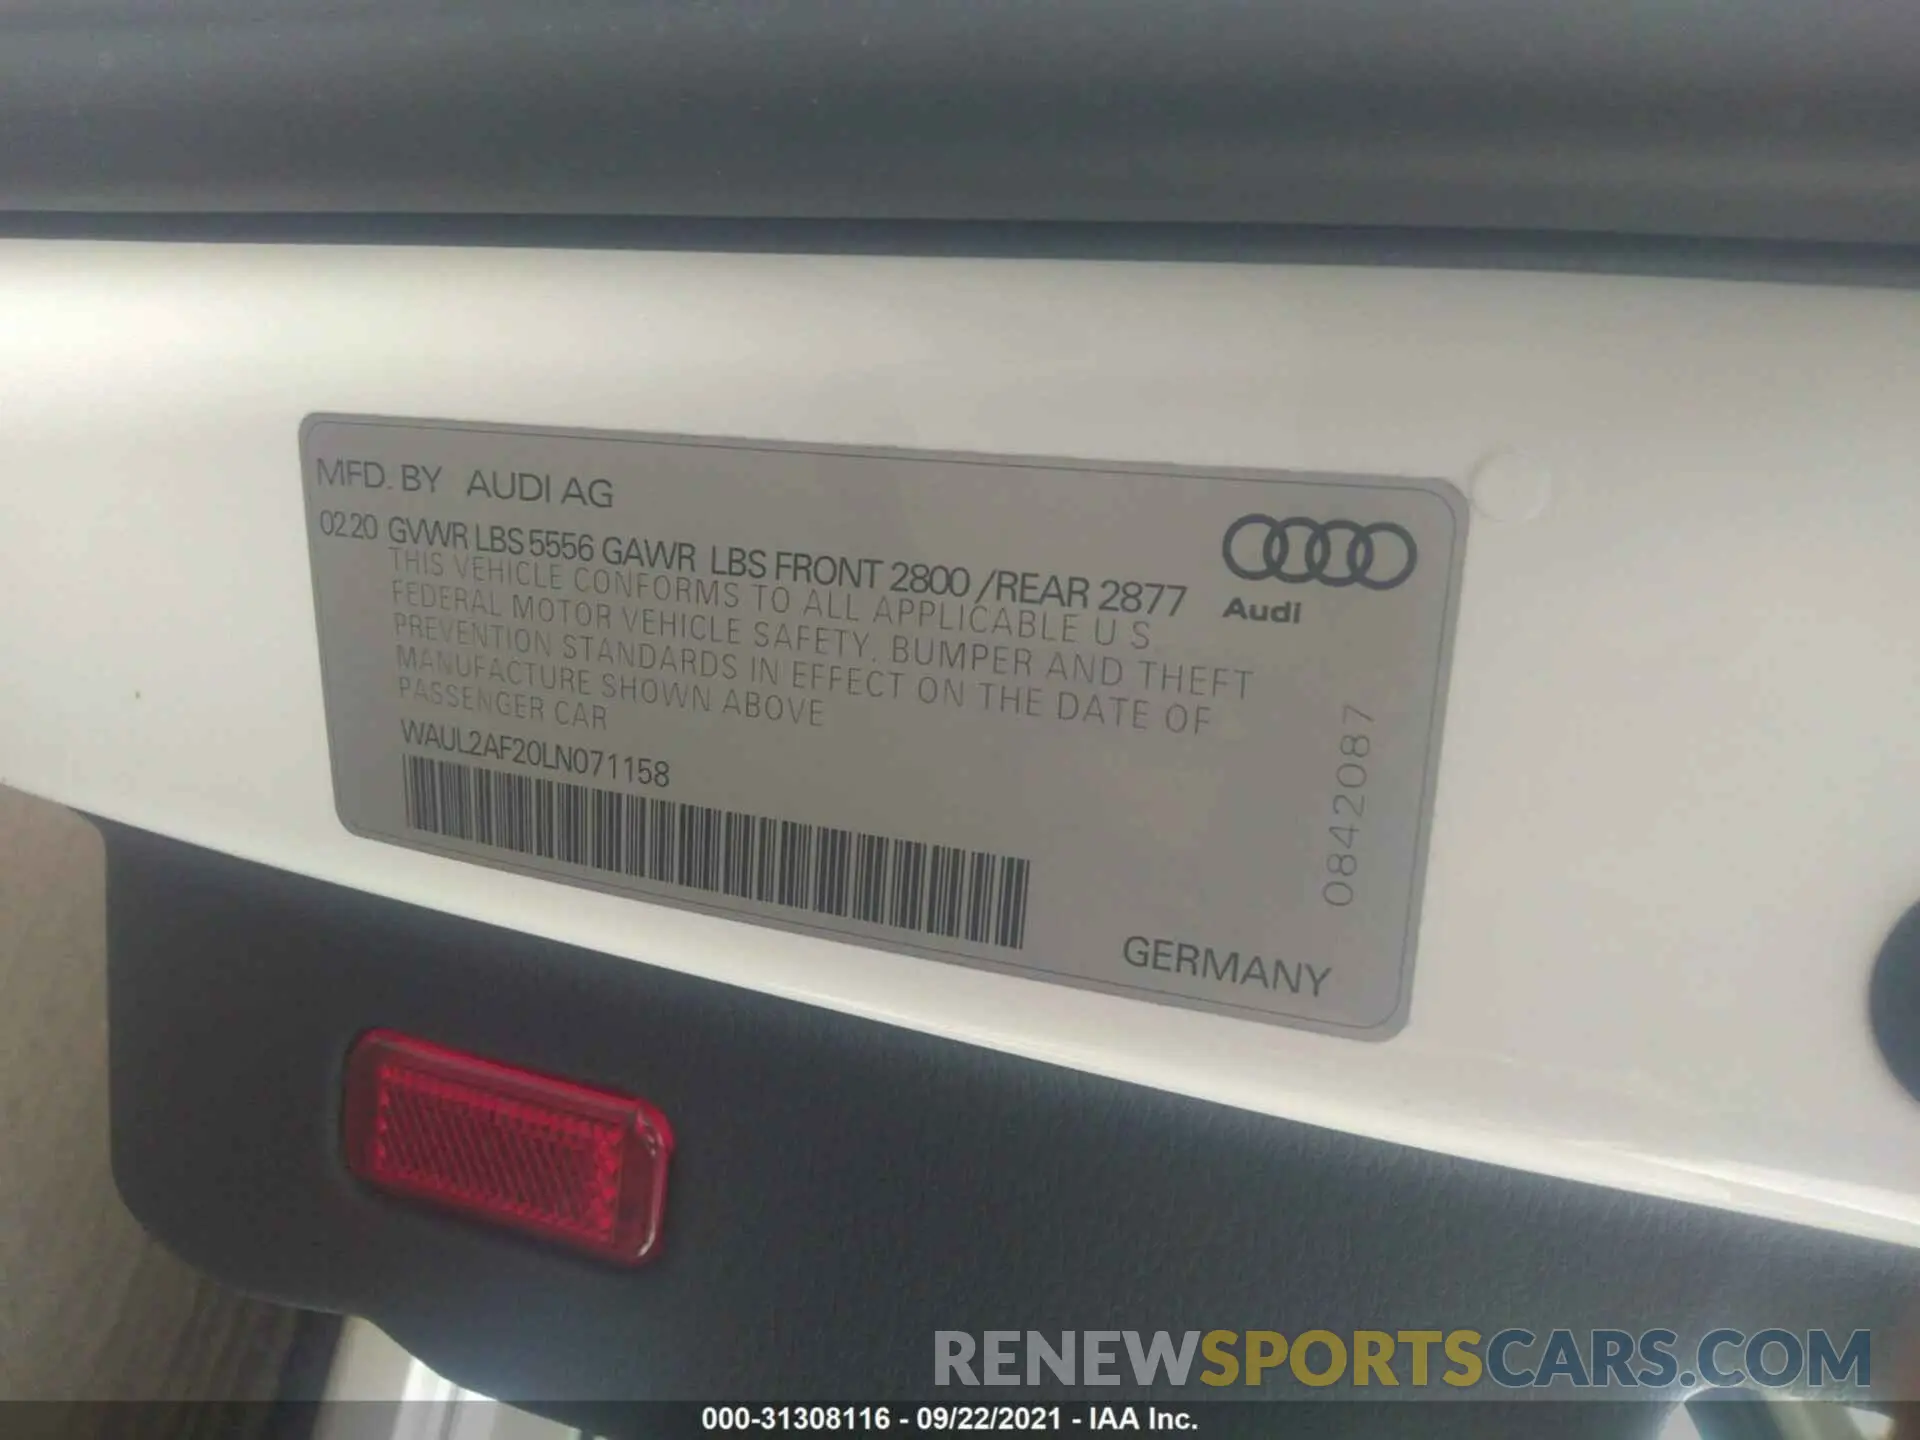 MFD. BY AUDI AG
02.20 GVWR LBS 5556 GAWR LBS FRONT 2800 /REAR 2877
THIS VEHICLE CONFORMS TO ALL APPLICABLE U S.
FEDERAL MOTOR VEHICLE SAFETY, BUMPER AND THEFT
PREVENTION STANDARDS IN EFFECT ON THE DATE OF
MANUFACTURE SHOWN ABOVE
PASSENGER CAR
WAUL2AF20LN071158
Audi
0842087
GERMANY
RENEWSPORTSCARS.COM
000-31308116 - 09/22/2021 - IAA Inc.